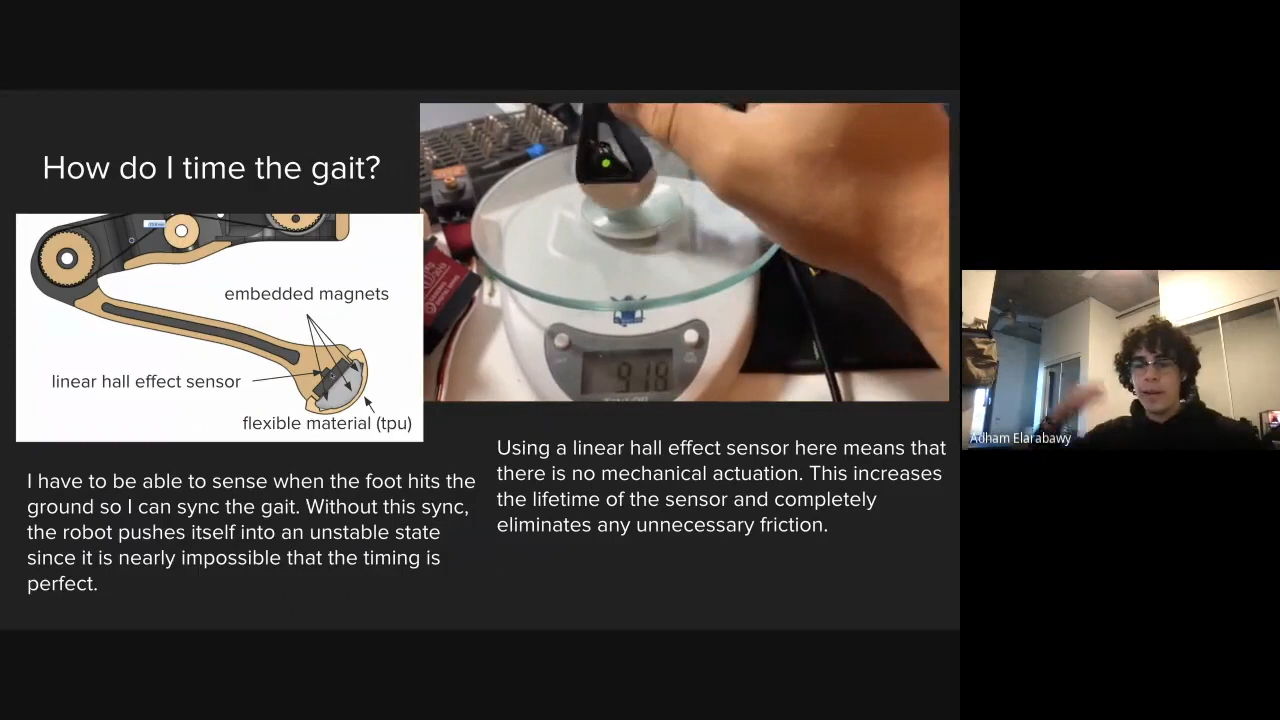 How do I time the gait?
embedded magnets
linear hall effect sensor
flexible material (tpu)
918
I have to be able to sense when the foot hits the
ground so I can sync the gait. Without this sync,
the robot pushes itself into an unstable state
since it is nearly impossible that the timing is
perfect.
Using a linear hall effect sensor here means that
there is no mechanical actuation. This increases
the lifetime of the sensor and completely
eliminates any unnecessary friction.
Adham Elarabawy